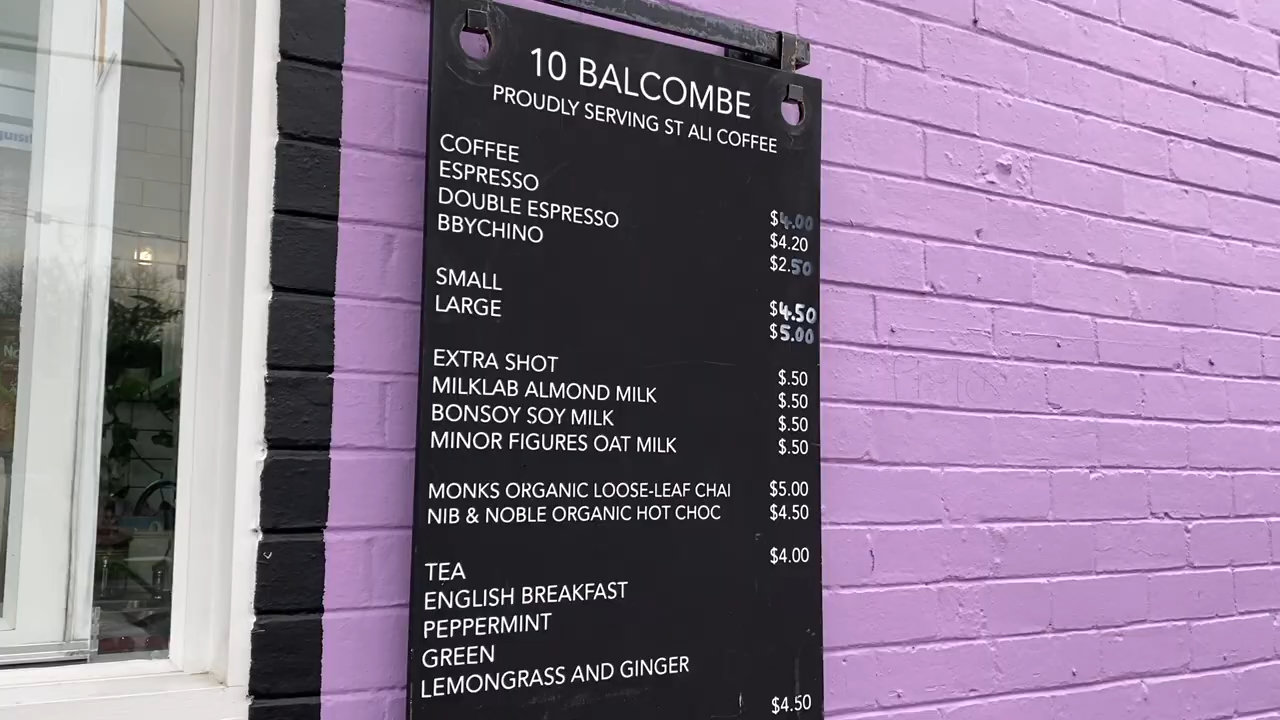 10 BALCOMBE
PROUDLY SERVING ST ALI COFFEE
COFFEE
ESPRESSO $4.00
DOUBLE ESPRESSO $4.20
BBYCHINO $2.50
SMALL $4.50
LARGE $5.00
EXTRA SHOT $.50
MILKLAB ALMOND MILK $.50
BONSOY SOY MILK $.50
MINOR FIGURES OAT MILK $.50
MONKS ORGANIC LOOSE-LEAF CHAI $5.00
NIB & NOBLE ORGANIC HOT CHOC $4.50
TEA $4.00
ENGLISH BREAKFAST
PEPPERMINT
GREEN
LEMONGRASS AND GINGER
$4.50